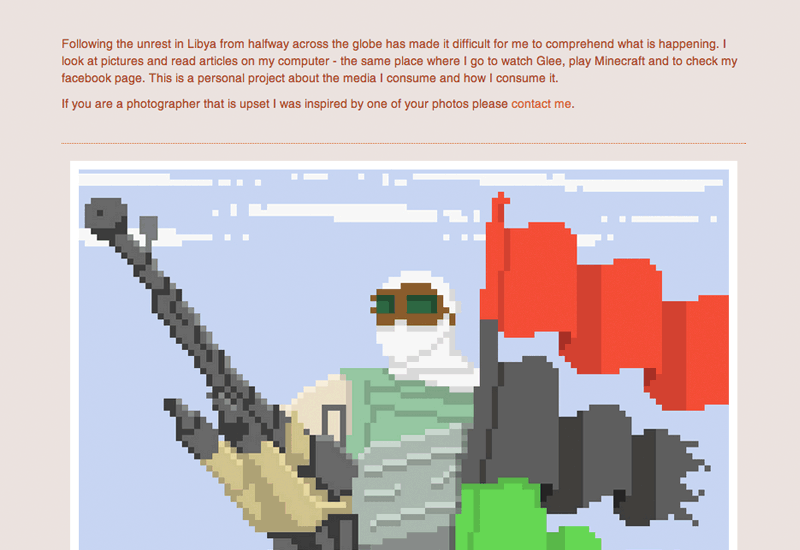 Following the unrest in Libya from halfway across the globe has made it difficult for me to comprehend what is happening. I
look at pictures and read articles on my computer - the same place where I go to watch Glee, play Minecraft and to check my
facebook page. This is a personal project about the media I consume and how I consume it.
If you are a photographer that is upset I was inspired by one of your photos please contact me.